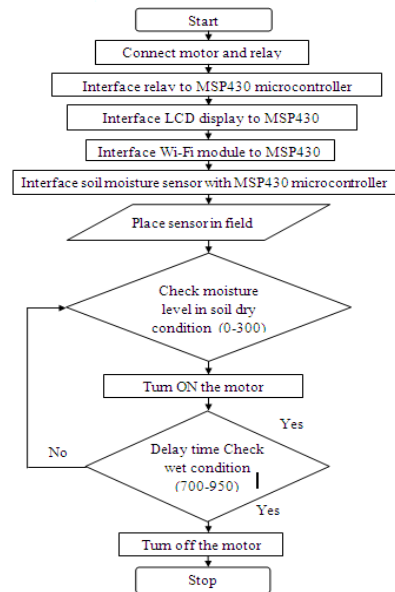 Start
Connect motor and relay
Interface relay to MSP430 microcontroller
Interface LCD display to MSP430
Interface Wi-Fi module to MSP430
Interface soil moisture sensor with MSP430 microcontroller
Place sensor in field
Check moisture
level in soil dry
condition (0-300)
Turn ON the motor
Yes
No
Delay time Check
wet condition
(700-950)
Yes
Turn off the motor
Stop